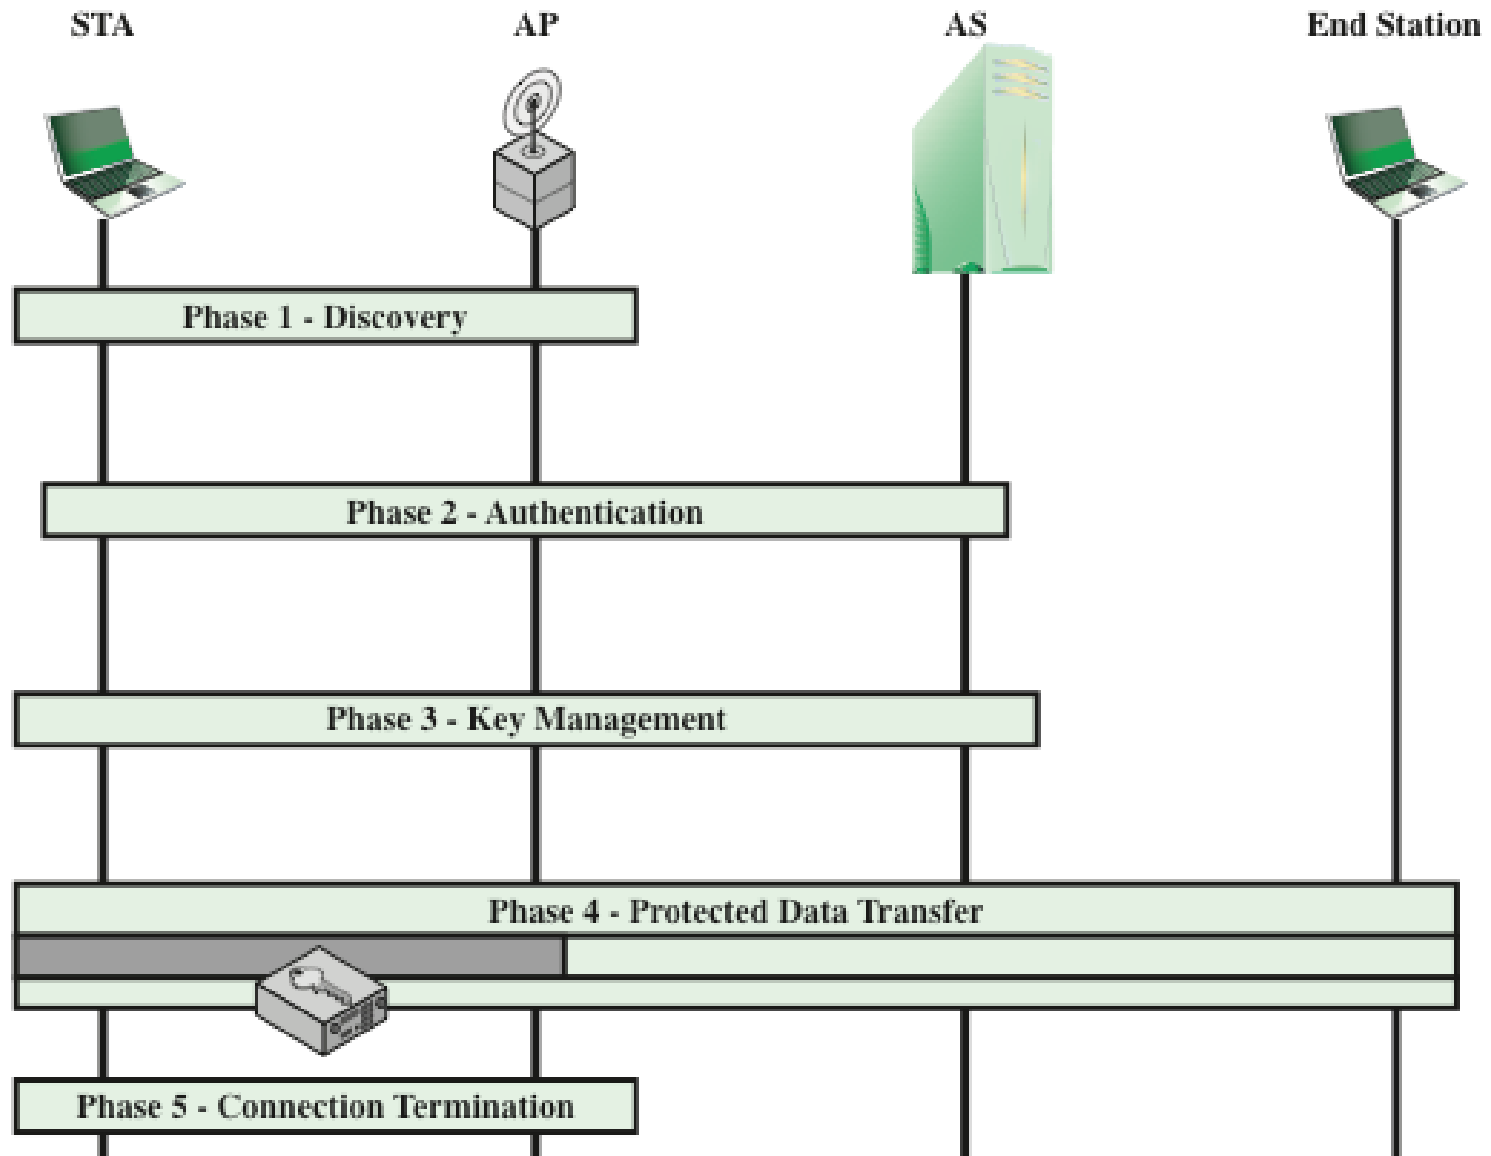 STA
AP
AS
End Station
Phase 1 - Discovery
Phase 2 - Authentication
Phase 3 - Key Management
Phase 4 - Protected Data Transfer
Phase 5 - Connection Termination